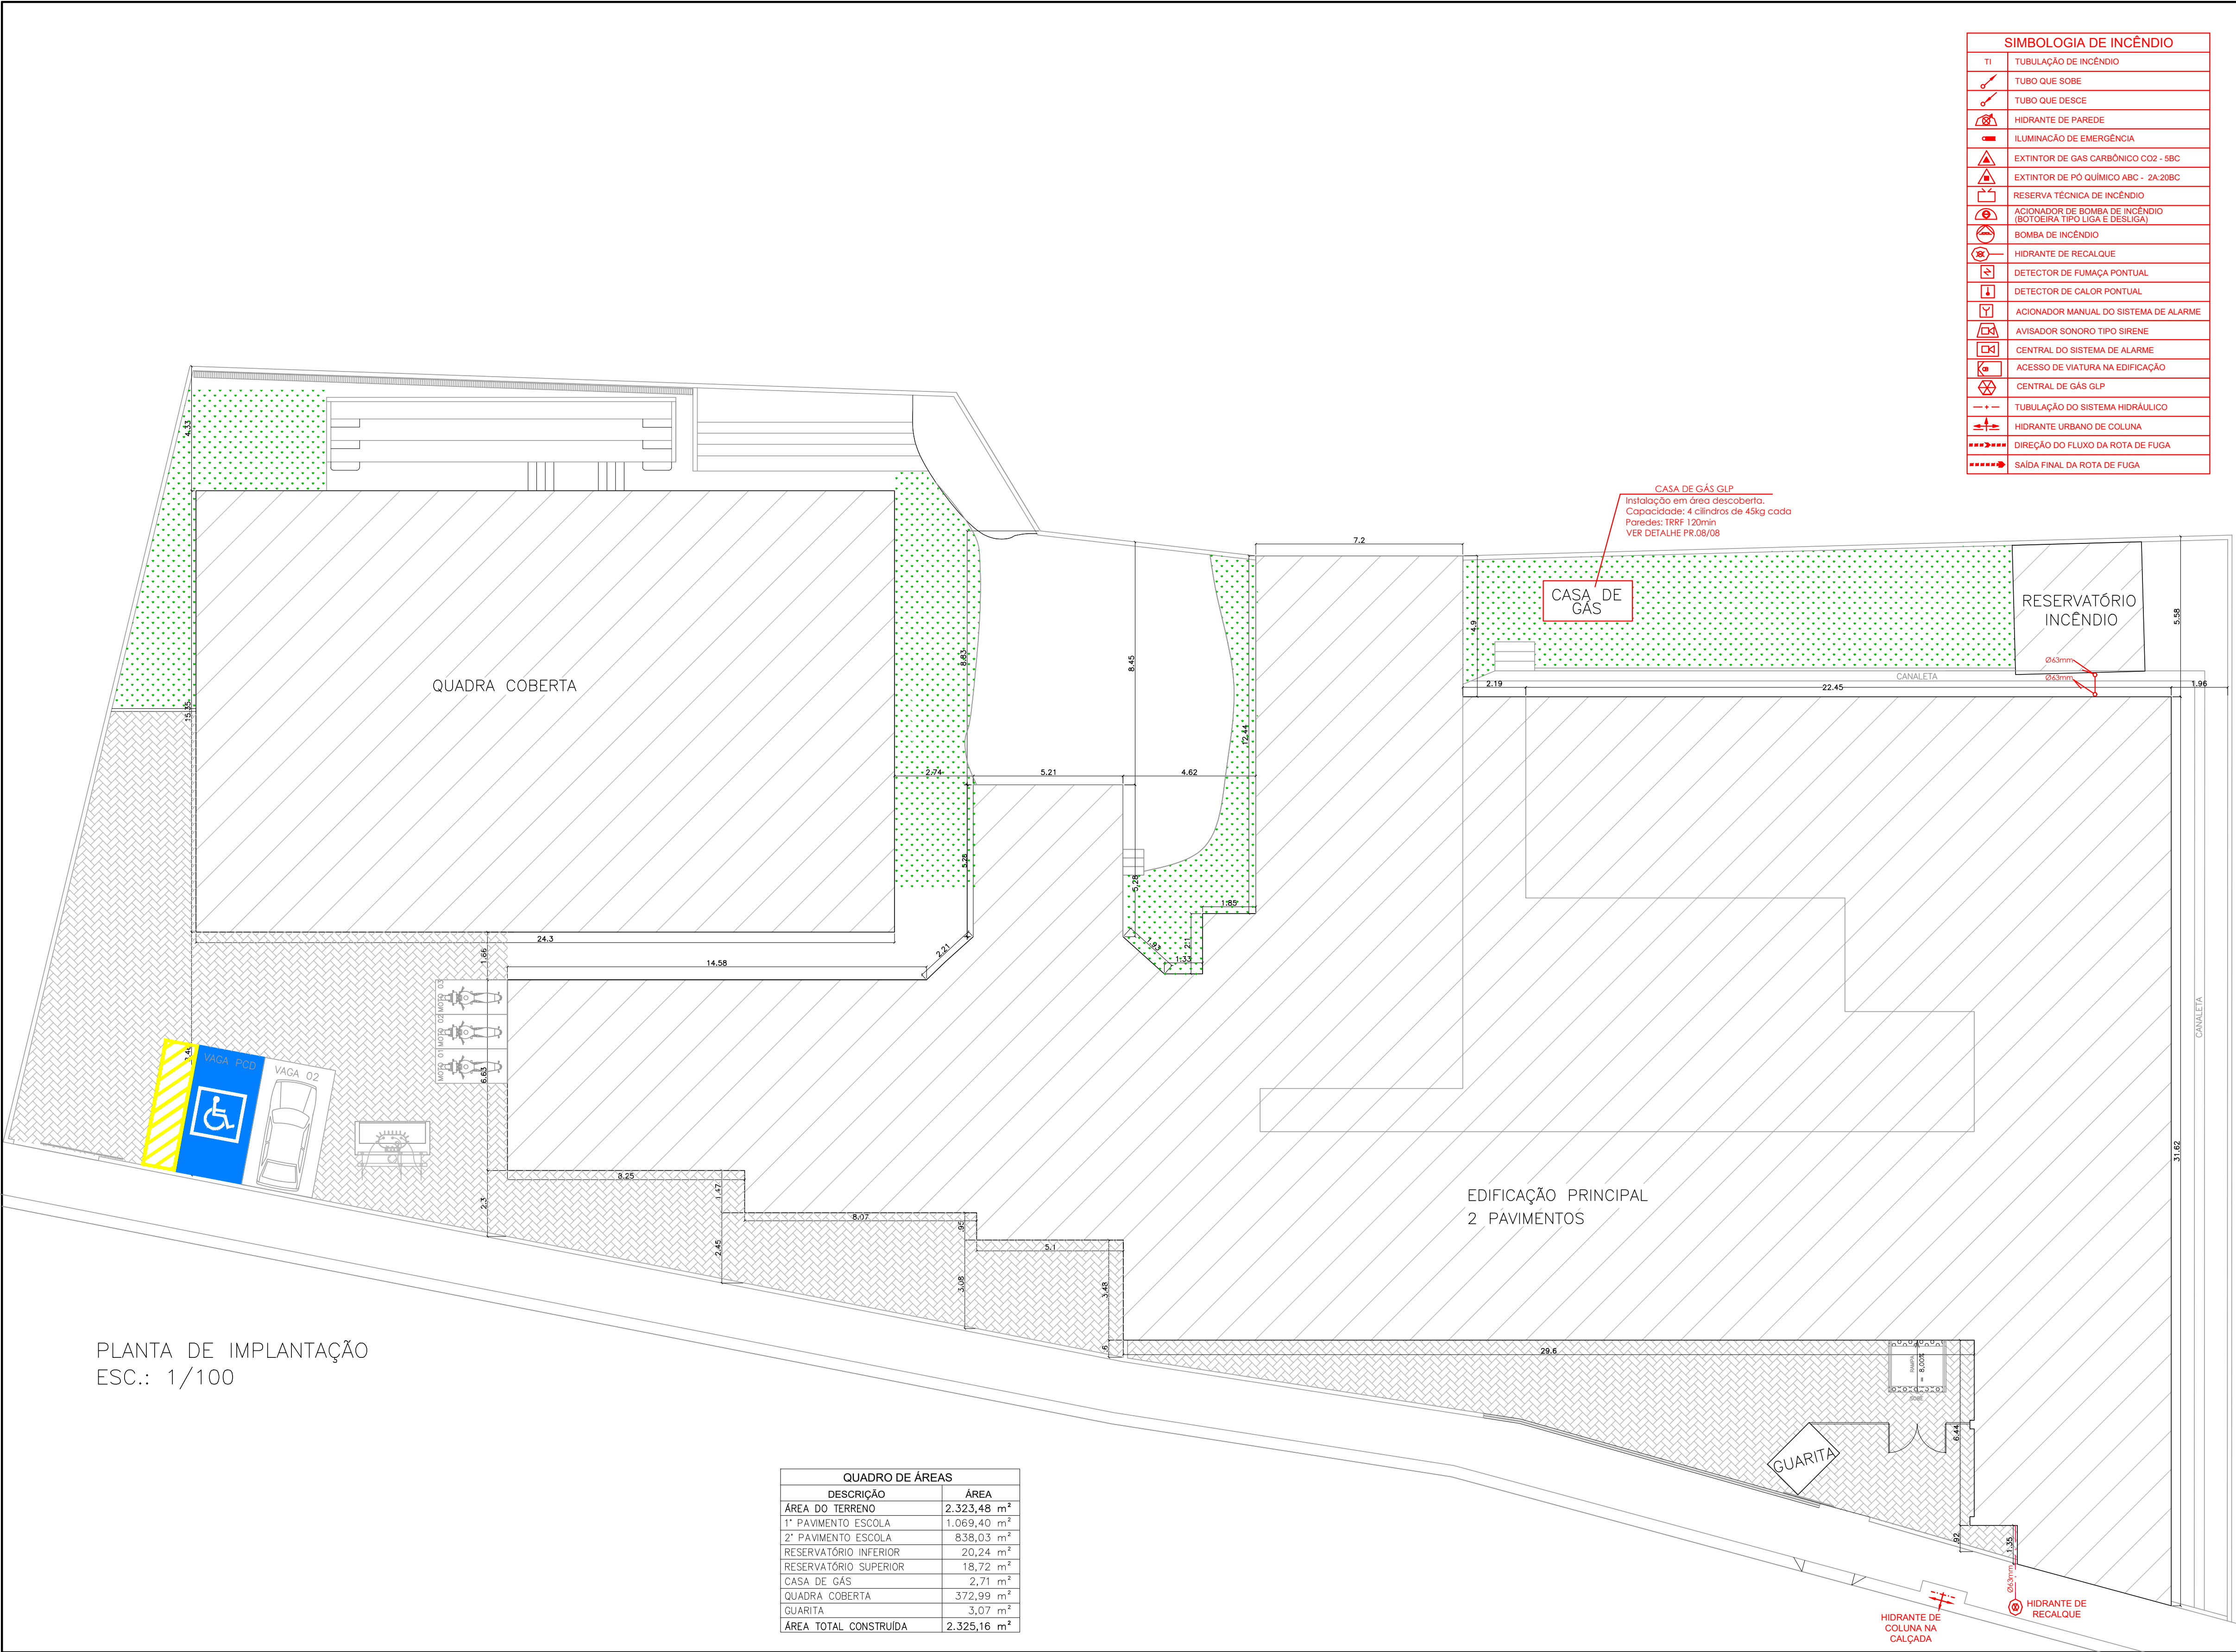 SIMBOLOGIA DE INCÊNDIO
TI TUBULAÇÃO DE INCÊNDIO
TUBO QUE SOBE
TUBO QUE DESCE
HIDRANTE DE PAREDE
ILUMINACÃO DE EMERGÊNCIA
EXTINTOR DE GAS CARBÔNICO CO2 - 5BC
EXTINTOR DE PÓ QUÍMICO ABC - 2A:20BC
RESERVA TÉCNICA DE INCÊNDIO
ACIONADOR DE BOMBA DE INCÊNDIO
(BOTOEIRA TIPO LIGA E DESLIGA)
BOMBA DE INCÊNDIO
HIDRANTE DE RECALQUE
DETECTOR DE FUMAÇA PONTUAL
DETECTOR DE CALOR PONTUAL
ACIONADOR MANUAL DO SISTEMA DE ALARME
AVISADOR SONORO TIPO SIRENE
CENTRAL DO SISTEMA DE ALARME
ACESSO DE VIATURA NA EDIFICAÇÃO
CENTRAL DE GÁS GLP
TUBULAÇÃO DO SISTEMA HIDRÁULICO
HIDRANTE URBANO DE COLUNA
DIREÇÃO DO FLUXO DA ROTA DE FUGA
SAÍDA FINAL DA ROTA DE FUGA
CASA DE GÁS GLP
Instalação em área descoberta.
Capacidade: 4 cilindros de 45kg cada
Paredes: TRRF 120min
VER DETALHE PR.08/08
4.33
7.2
CASA DE
GÁS
RESERVATÓRIO
INCÊNDIO
5.58
4.9
8.83
8.45
Ø63mm
Ø63mm
CANALETA
QUADRA COBERTA
2.19
22.45
1.96
15.35
12.44
2.74
5.21
4.62
5.28
5.28
1.85
24.3
1.66
2.21
1.93
2.1
1.33
14.58
MOTO 03
MOTO 02
MOTO 01
6.63
CANALETA
VAGA PCD
VAGA 02
31.62
8.25
1.47
2.3
8.07
.95
2.45
5.1
3.08
3.48
EDIFICAÇÃO PRINCIPAL
2 PAVIMENTOS
PLANTA DE IMPLANTAÇÃO
ESC.: 1/100
.6
29.6
RAMPA
8,00%
SOBE
6.44
GUARITA
.92
1.35
Ø63mm
HIDRANTE DE
RECALQUE
HIDRANTE DE
COLUNA NA
CALÇADA
QUADRO DE ÁREAS
DESCRIÇÃO ÁREA
ÁREA DO TERRENO 2.323,48 m²
1° PAVIMENTO ESCOLA 1.069,40 m²
2° PAVIMENTO ESCOLA 838,03 m²
RESERVATÓRIO INFERIOR 20,24 m²
RESERVATÓRIO SUPERIOR 18,72 m²
CASA DE GÁS 2,71 m²
QUADRA COBERTA 372,99 m²
GUARITA 3,07 m²
ÁREA TOTAL CONSTRUÍDA 2.325,16 m²